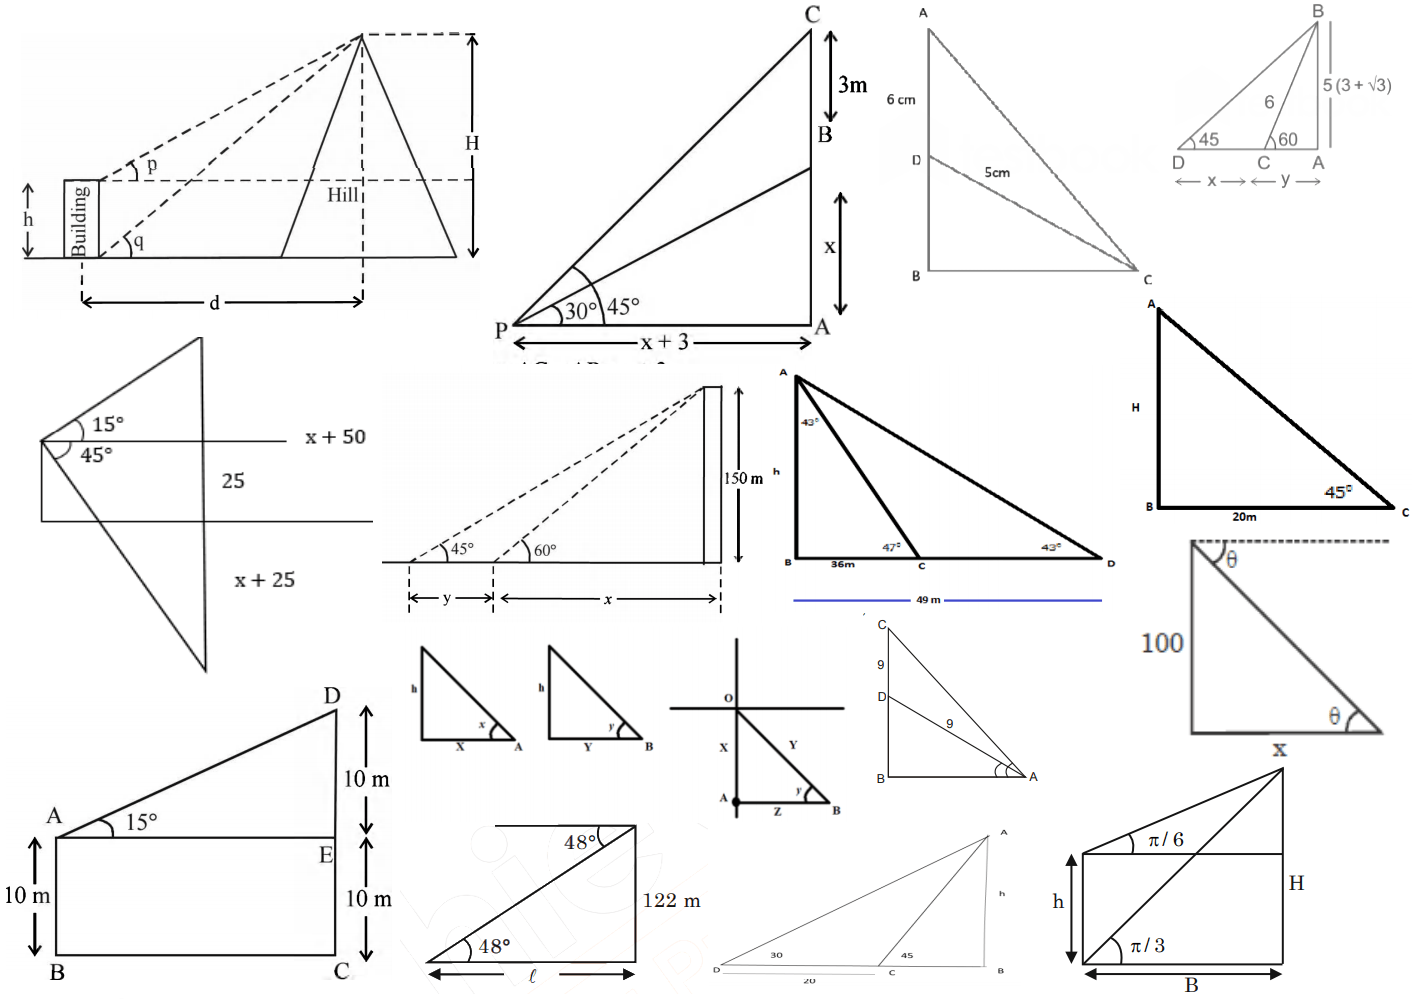 p
h
Building
q
Hill
H
d
C
3m
B
x
30° 45°
P
A
x + 3
A
6 cm
D
5cm
B
C
B
5 (3 + √3)
6
45
60
D
C
A
x
y
15°
45°
x + 50
25
x + 25
150 m
45°
60°
y
x
A
43°
h
47°
43°
B
36m
C
D
49 m
A
H
45°
B
20m
C
θ
100
θ
x
h
x
X
A
h
y
Y
B
O
X
Y
A
y
Z
B
C
9
D
9
B
A
D
10 m
A
15°
E
10 m
10 m
B
C
48°
122 m
48°
ℓ
A
h
30
45
D
C
B
20
π/ 6
h
H
π/ 3
B